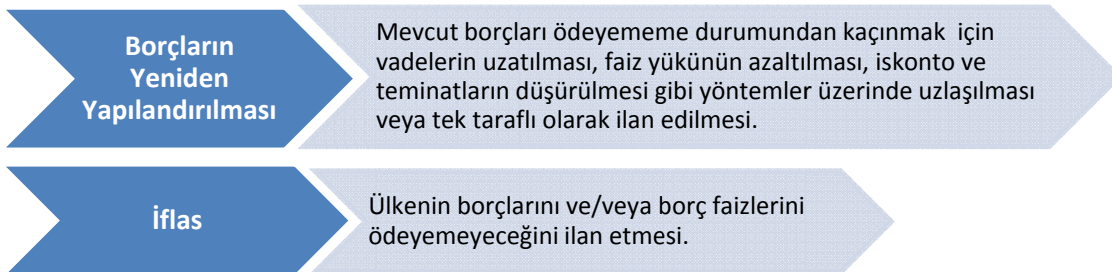 Borçların
Yeniden
Yapılandırılması
Mevcut borçları ödeyememe durumundan kaçınmak için
vadelerin uzatılması, faiz yükünün azaltılması, iskonto ve
teminatların düşürülmesi gibi yöntemler üzerinde uzlaşılması
veya tek taraflı olarak ilan edilmesi.
İflas
Ülkenin borçlarını ve/veya borç faizlerini
ödeyemeyeceğini ilan etmesi.